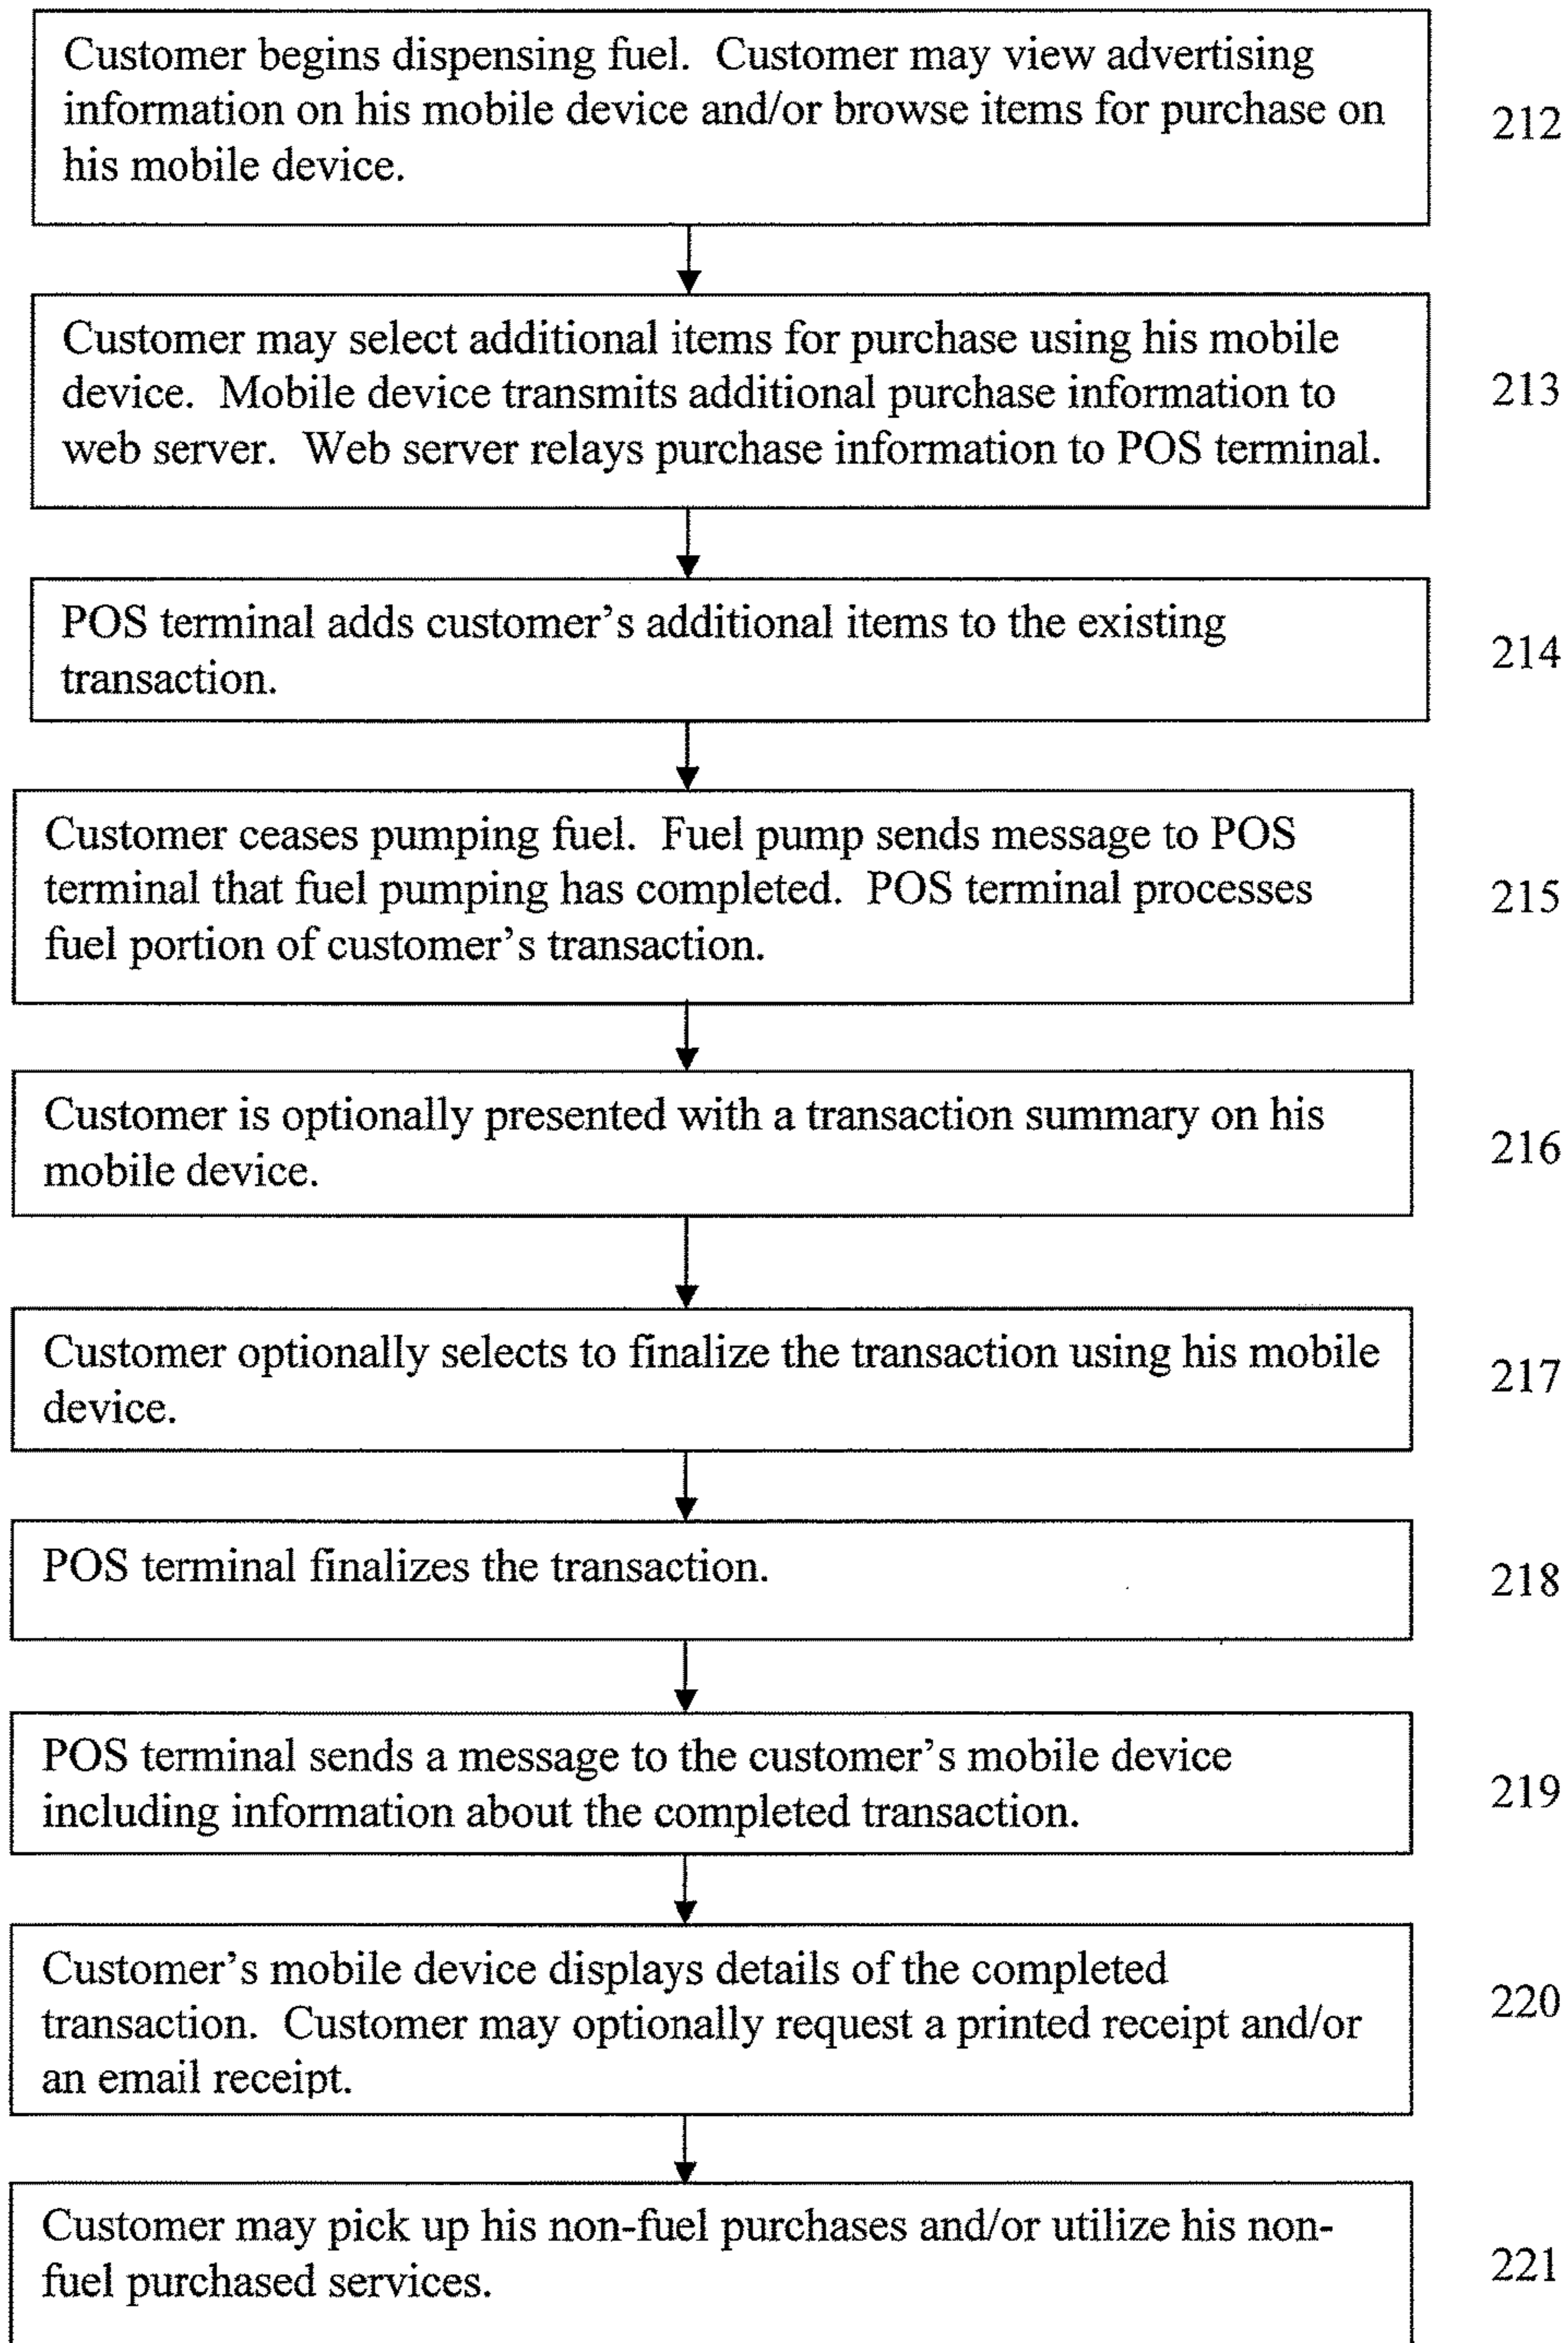 Customer begins dispensing fuel.  Customer may view advertising
information on his mobile device and/or browse items for purchase on
his mobile device.
212
Customer may select additional items for purchase using his mobile
device.  Mobile device transmits additional purchase information to
web server.  Web server relays purchase information to POS terminal.
213
POS terminal adds customer’s additional items to the existing
transaction.
214
Customer ceases pumping fuel.  Fuel pump sends message to POS
terminal that fuel pumping has completed.  POS terminal processes
fuel portion of customer’s transaction.
215
Customer is optionally presented with a transaction summary on his
mobile device.
216
Customer optionally selects to finalize the transaction using his mobile
device.
217
POS terminal finalizes the transaction.
218
POS terminal sends a message to the customer’s mobile device
including information about the completed transaction.
219
Customer’s mobile device displays details of the completed
transaction.  Customer may optionally request a printed receipt and/or
an email receipt.
220
Customer may pick up his non-fuel purchases and/or utilize his non-
fuel purchased services.
221